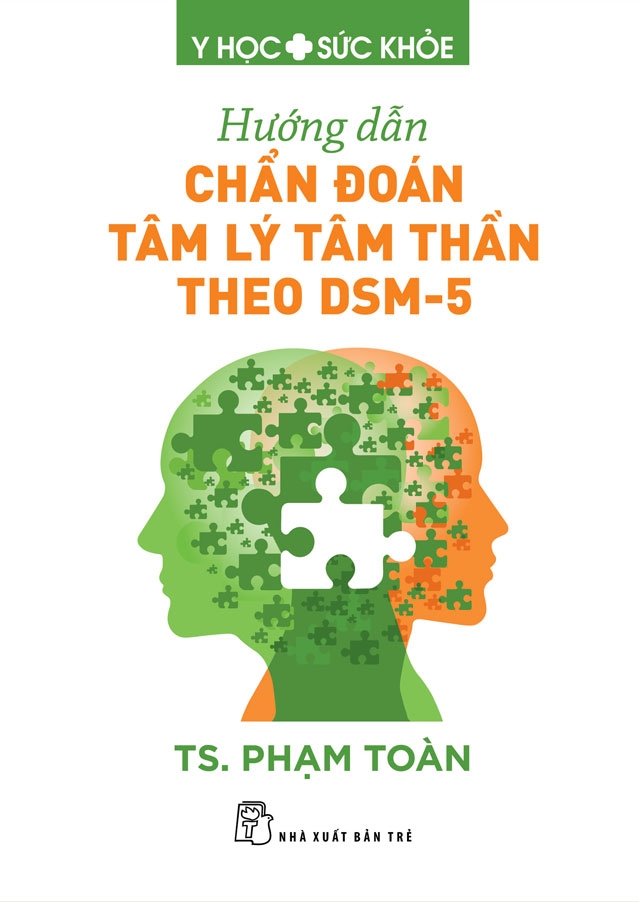 Y HỌC SỨC KHỎE
Hướng dẫn
CHẨN ĐOÁN
TÂM LÝ TÂM THẦN
THEO DSM-5
TS. PHẠM TOÀN
T
NHÀ XUẤT BẢN TRẺ